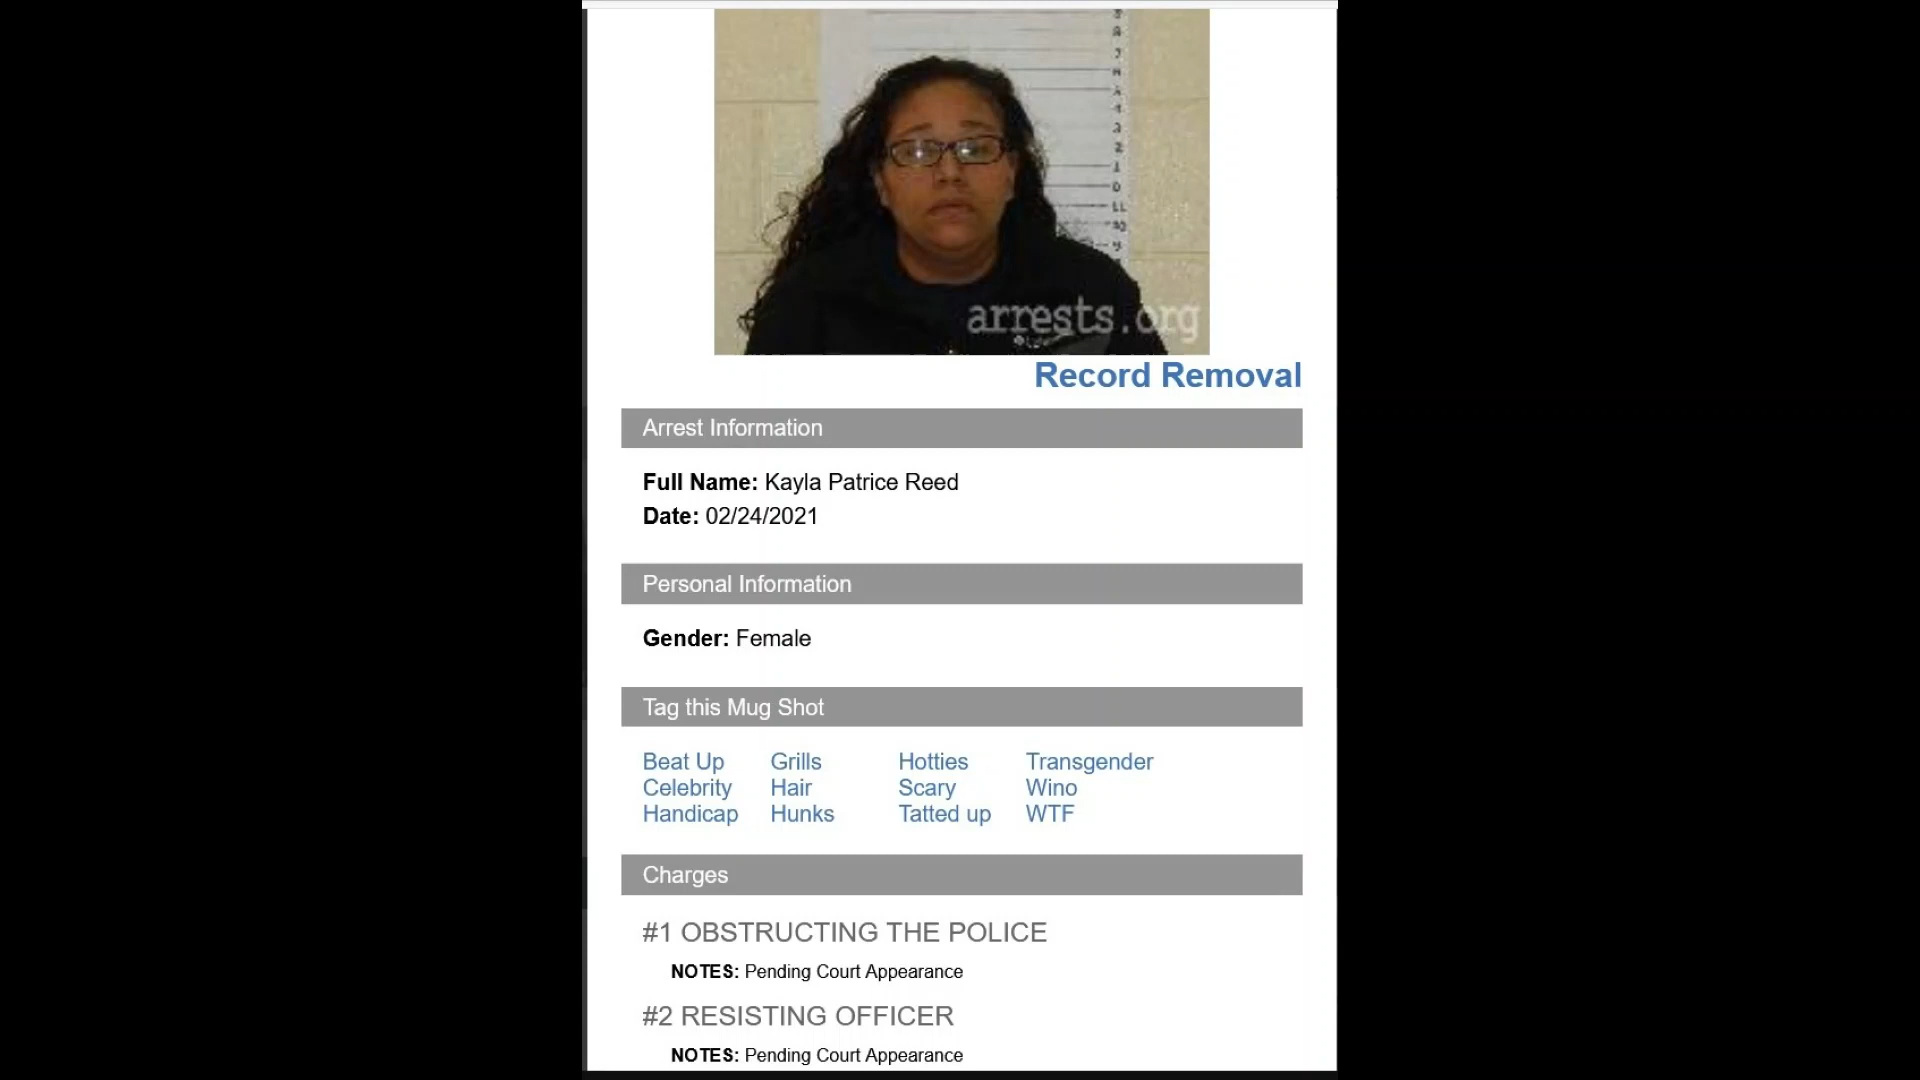 arrests.org
Record Removal
Arrest Information
Full Name: Kayla Patrice Reed
Date: 02/24/2021
Personal Information
Gender: Female
Tag this Mug Shot
Beat Up Grills Hotties Transgender
Celebrity Hair Scary Wino
Handicap Hunks Tatted up WTF
Charges
#1 OBSTRUCTING THE POLICE
NOTES: Pending Court Appearance
#2 RESISTING OFFICER
NOTES: Pending Court Appearance